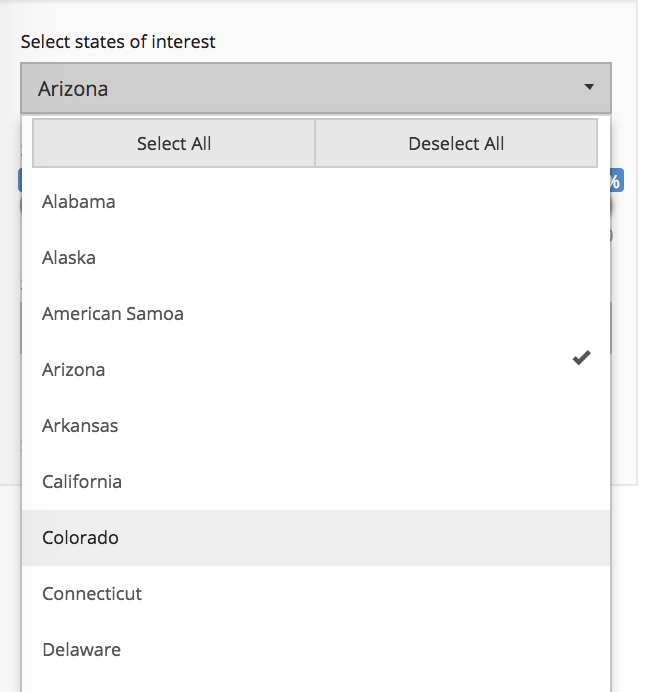 Select states of interest
Arizona
Select All Deselect All
%
Alabama
Alaska
American Samoa
)
Arizona
Arkansas
California
Colorado
Connecticut
Delaware